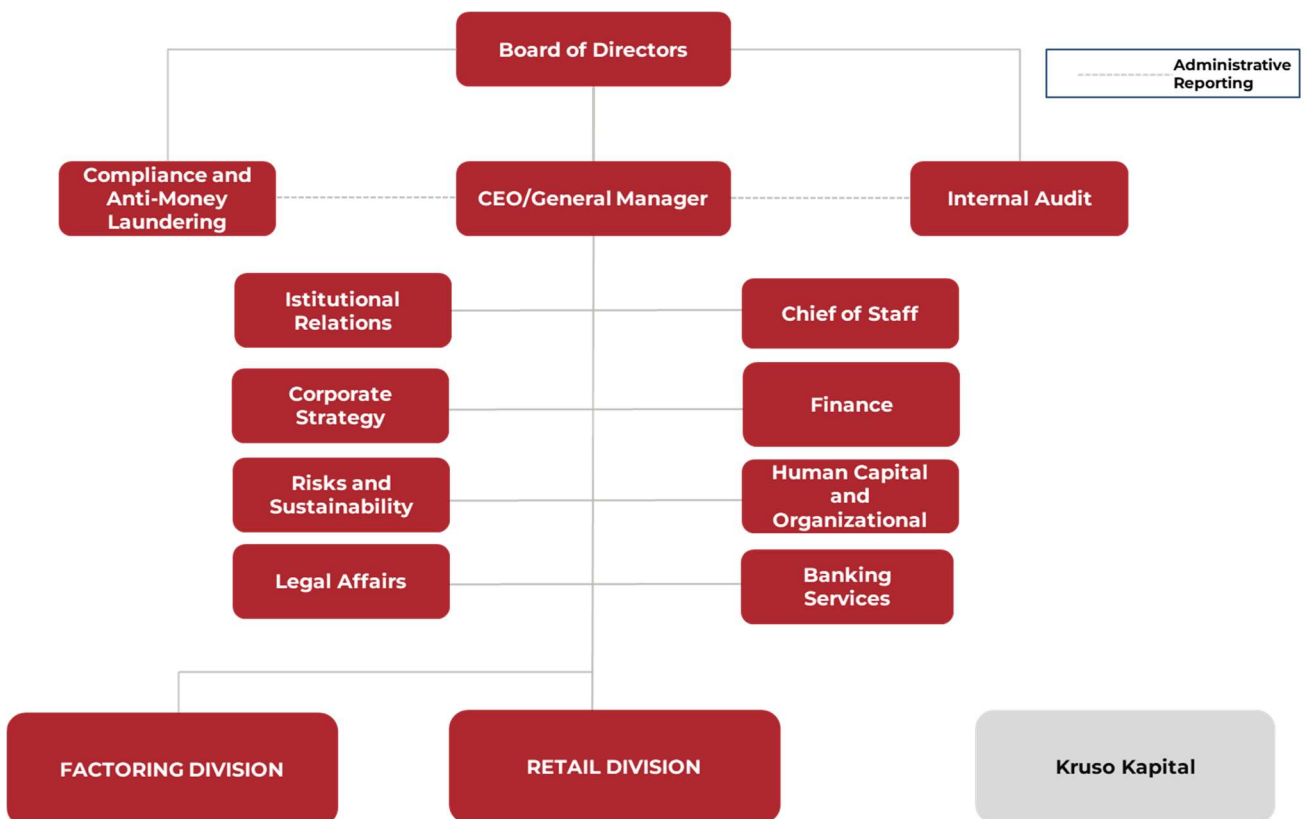 Board of Directors
Administrative
Reporting
Compliance and
Anti-Money
Laundering
CEO/General Manager
Internal Audit
Istitutional
Relations
Chief of Staff
Corporate
Strategy
Finance
Risks and
Sustainability
Human Capital
and
Organizational
Legal Affairs
Banking
Services
FACTORING DIVISION
RETAIL DIVISION
Kruso Kapital